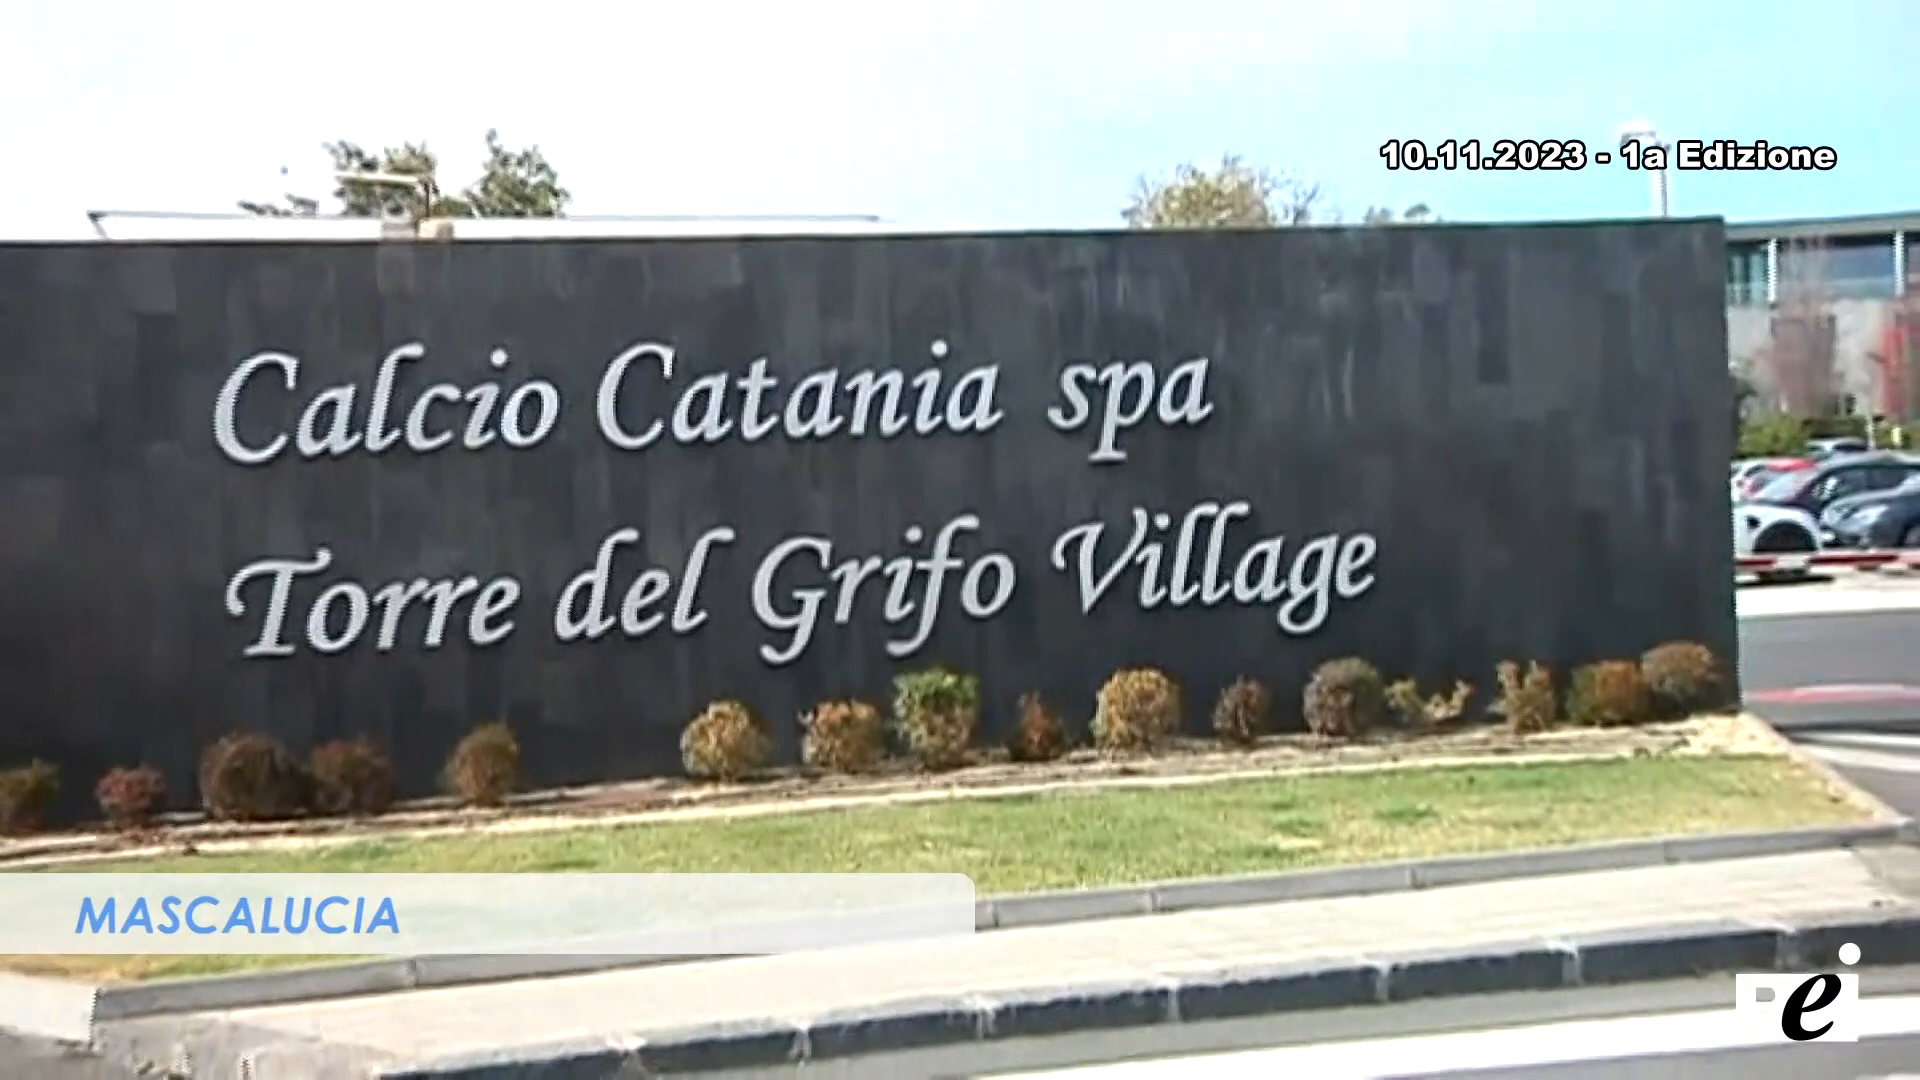 10.11.2023 - 1a Edizione
Calcio Catania spa
Torre del Grifo Village
MASCALUCIA
e